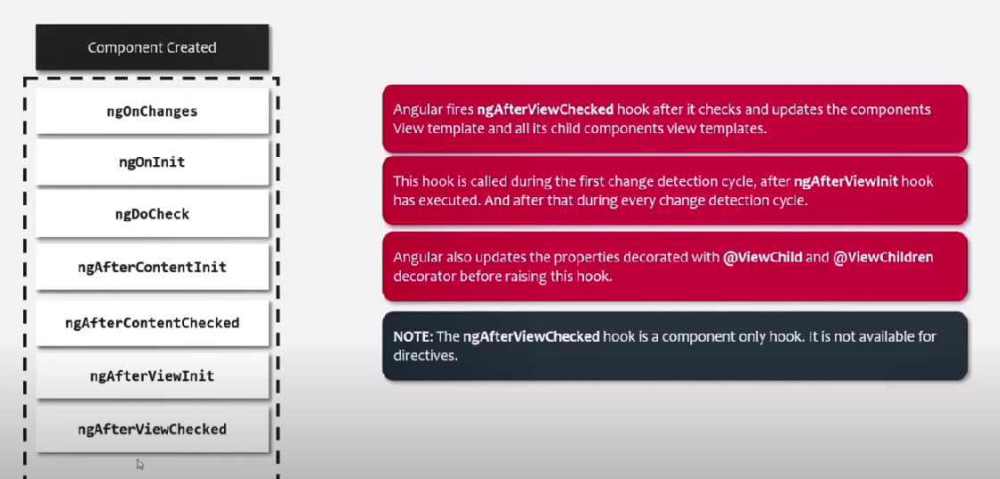 Component Created
ngOnChanges
ngOnInit
ngDoCheck
ngAfterContentInit
ngAfterContentChecked
ngAfterViewInit
ngAfterViewChecked
Angular fires ngAfterViewChecked hook after it checks and updates the components
View template and all its child components view templates.
This hook is called during the first change detection cycle, after ngAfterViewInit hook
has executed. And after that during every change detection cycle.
Angular also updates the properties decorated with @ViewChild and @ViewChildren
decorator before raising this hook.
NOTE: The ngAfterViewChecked hook is a component only hook. It is not available for
directives.